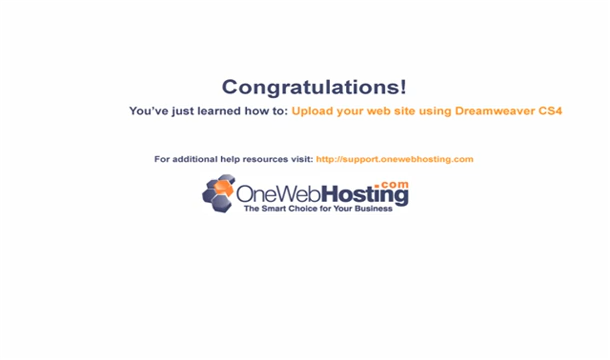 Congratulations!
You've just learned how to: Upload your web site using Dreamweaver CS4
For additional help resources visit: http://support.onewebhosting.com
OneWebHosting.com
The Smart Choice for Your Business